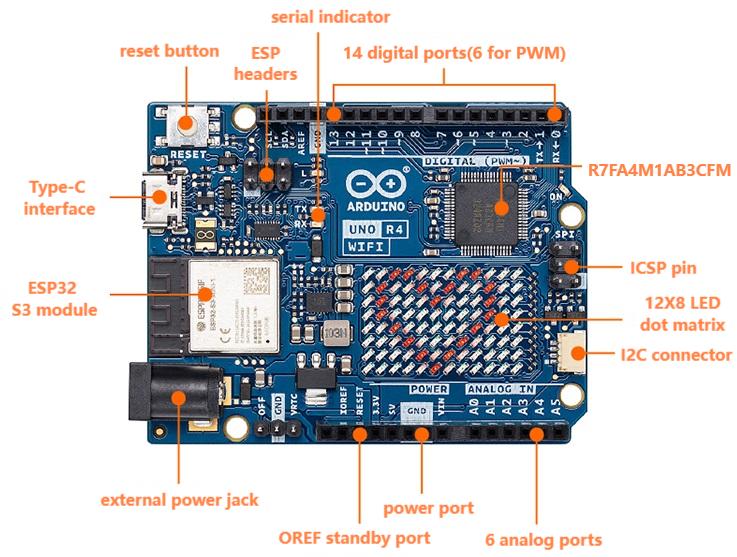 serial indicator
reset button
ESP
headers
14 digital ports(6 for PWM)
RESET
SCL
SDA
AREF
GND
13
12
~11
~10
~9
8
7
~6
~5
4
~3
2
TX→1
RX←0
DIGITAL (PWM~)
L
TX
RX
®
ARDUINO
UNO R4
WIFI
ON
SPI
R7FA4M1AB3CFM
Type-C
interface
ICSP pin
ESP32
S3 module
12X8 LED
dot matrix
I2C connector
ESPRESSIF
ESP32-S3-MINI-1
CE
103M
OFF
GND
VRTC
POWER
ANALOG IN
IOREF
RESET
3.3V
5V
GND
VIN
A0
A1
A2
A3
A4
A5
external power jack
OREF standby port
power port
6 analog ports